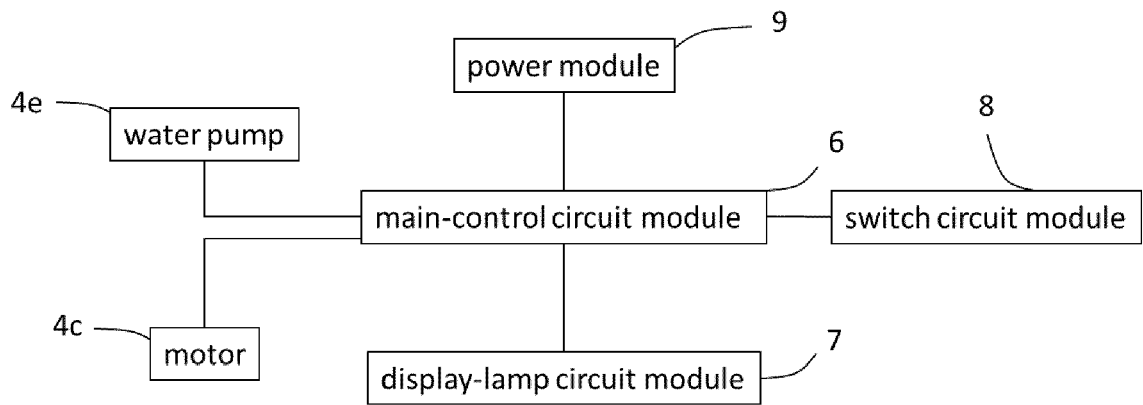 9
power module
4e
water pump
8
6
main-control circuit module
switch circuit module
4c
motor
7
display-lamp circuit module